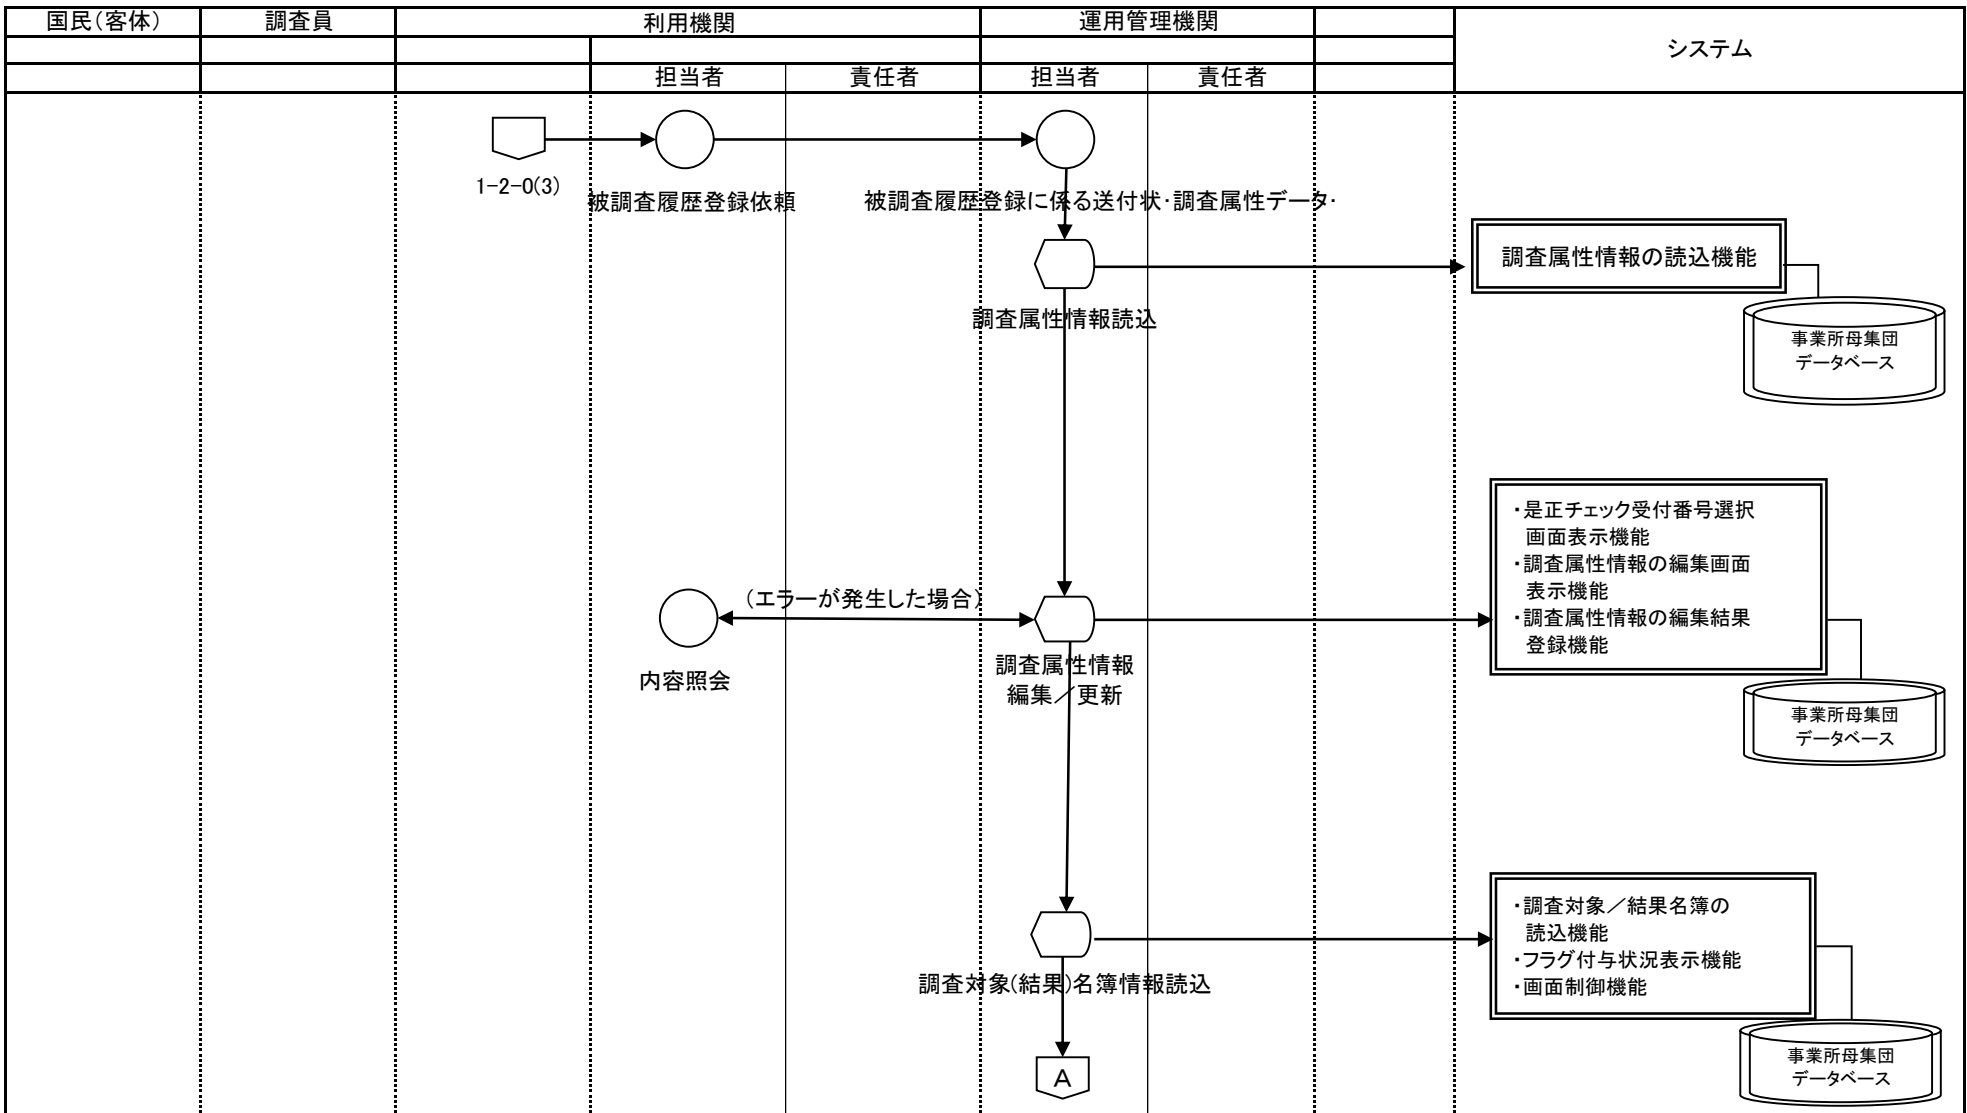 国民(客体)
調査員
利用機関
運用管理機関
システム
担当者
責任者
担当者
責任者
1-2-0(3)
被調査履歴登録依頼
被調査履歴登録に係る送付状・調査属性データ・
調査属性情報の読込機能
調査属性情報読込
事業所母集団
データベース
・是正チェック受付番号選択
画面表示機能
・調査属性情報の編集画面
表示機能
・調査属性情報の編集結果
登録機能
(エラーが発生した場合)
内容照会
調査属性情報
編集/更新
事業所母集団
データベース
・調査対象/結果名簿の
読込機能
・フラグ付与状況表示機能
・画面制御機能
調査対象(結果)名簿情報読込
A
事業所母集団
データベース